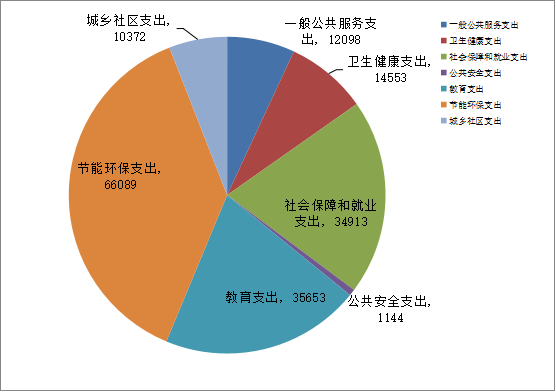 城乡社区支出，
10372
一般公共服务支
出，12098
卫生健康支出，
14553
节能环保支出，
66089
社会保障和就业
支出，34913
教育支出，35653
公共安全支出，
1144
一般公共服务支出
卫生健康支出
社会保障和就业支出
公共安全支出
教育支出
节能环保支出
城乡社区支出